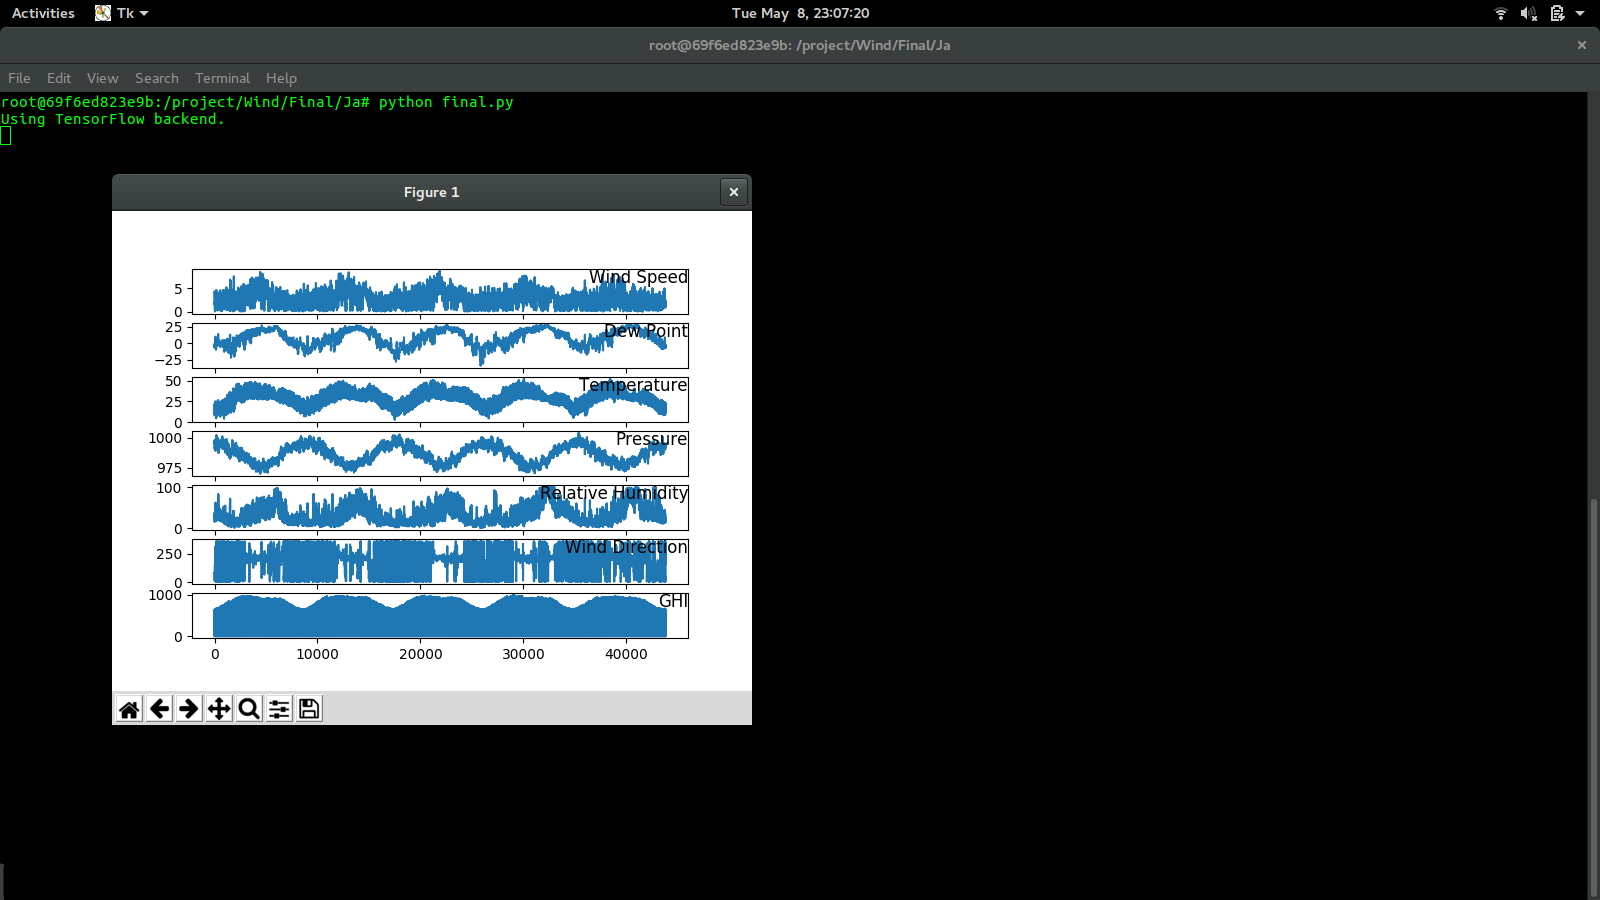 Activities Tk Tue May 8, 23:07:20
root@69f6ed823e9b: /project/Wind/Final/Ja
File Edit View Search Terminal Help
root@69f6ed823e9b:/project/Wind/Final/Ja# python final.py
Using TensorFlow backend.
Figure 1
Wind Speed
5
0
Dew Point
25
0
−25
Temperature
50
25
0
Pressure
1000
975
Relative Humidity
100
0
Wind Direction
250
0
GHI
1000
0
0 10000 20000 30000 40000